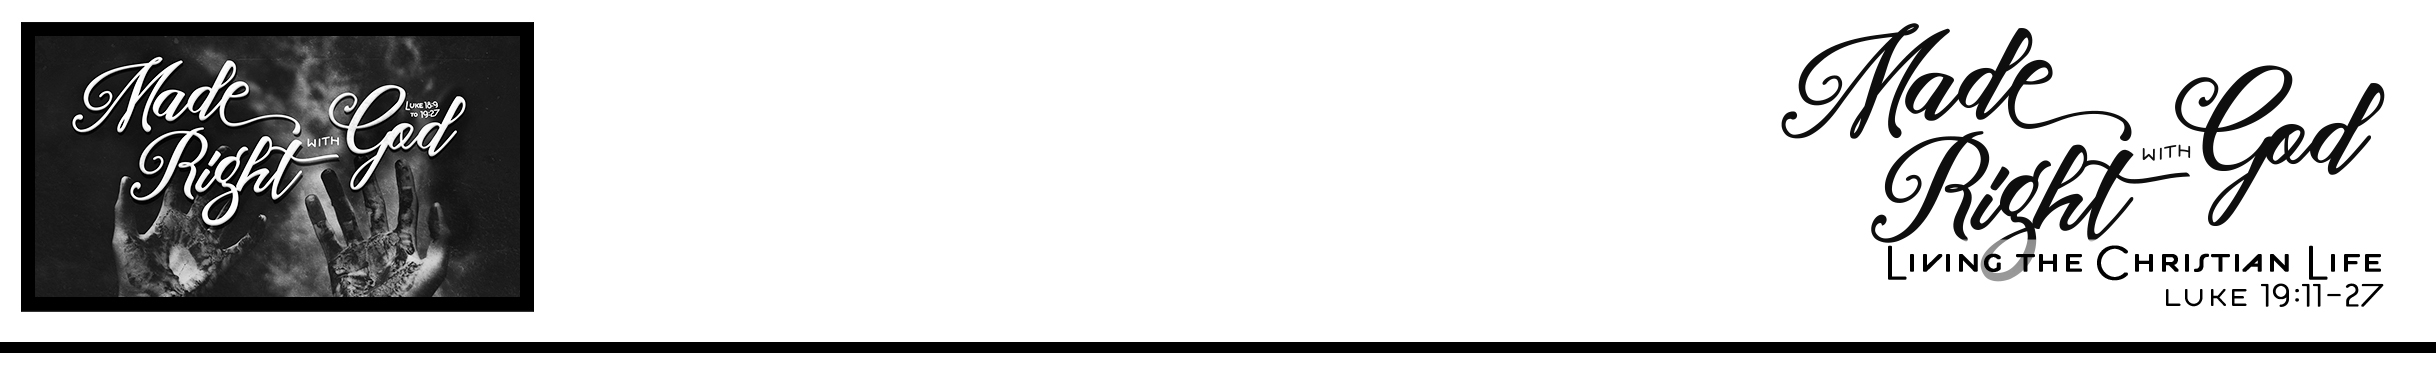 Made
Right with God
Luke 18:9
to 19:27
Made
Right with God
Living the Christian Life
Luke 19:11-27